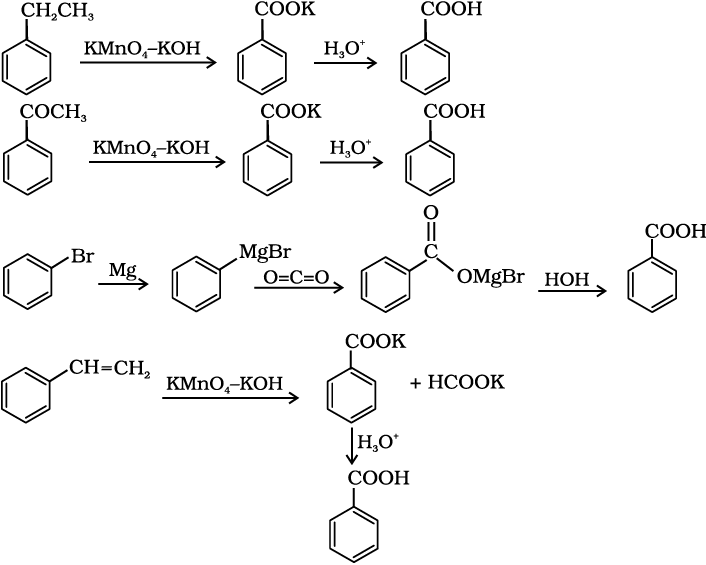 CH₂CH₃ COOK COOH
KMnO₄–KOH H₃O⁺
COCH₃ COOK COOH
KMnO₄–KOH H₃O⁺
O
Br MgBr C COOH
Mg O=C=O OMgBr HOH
CH=CH₂ KMnO₄–KOH COOK + HCOOK
H₃O⁺
COOH